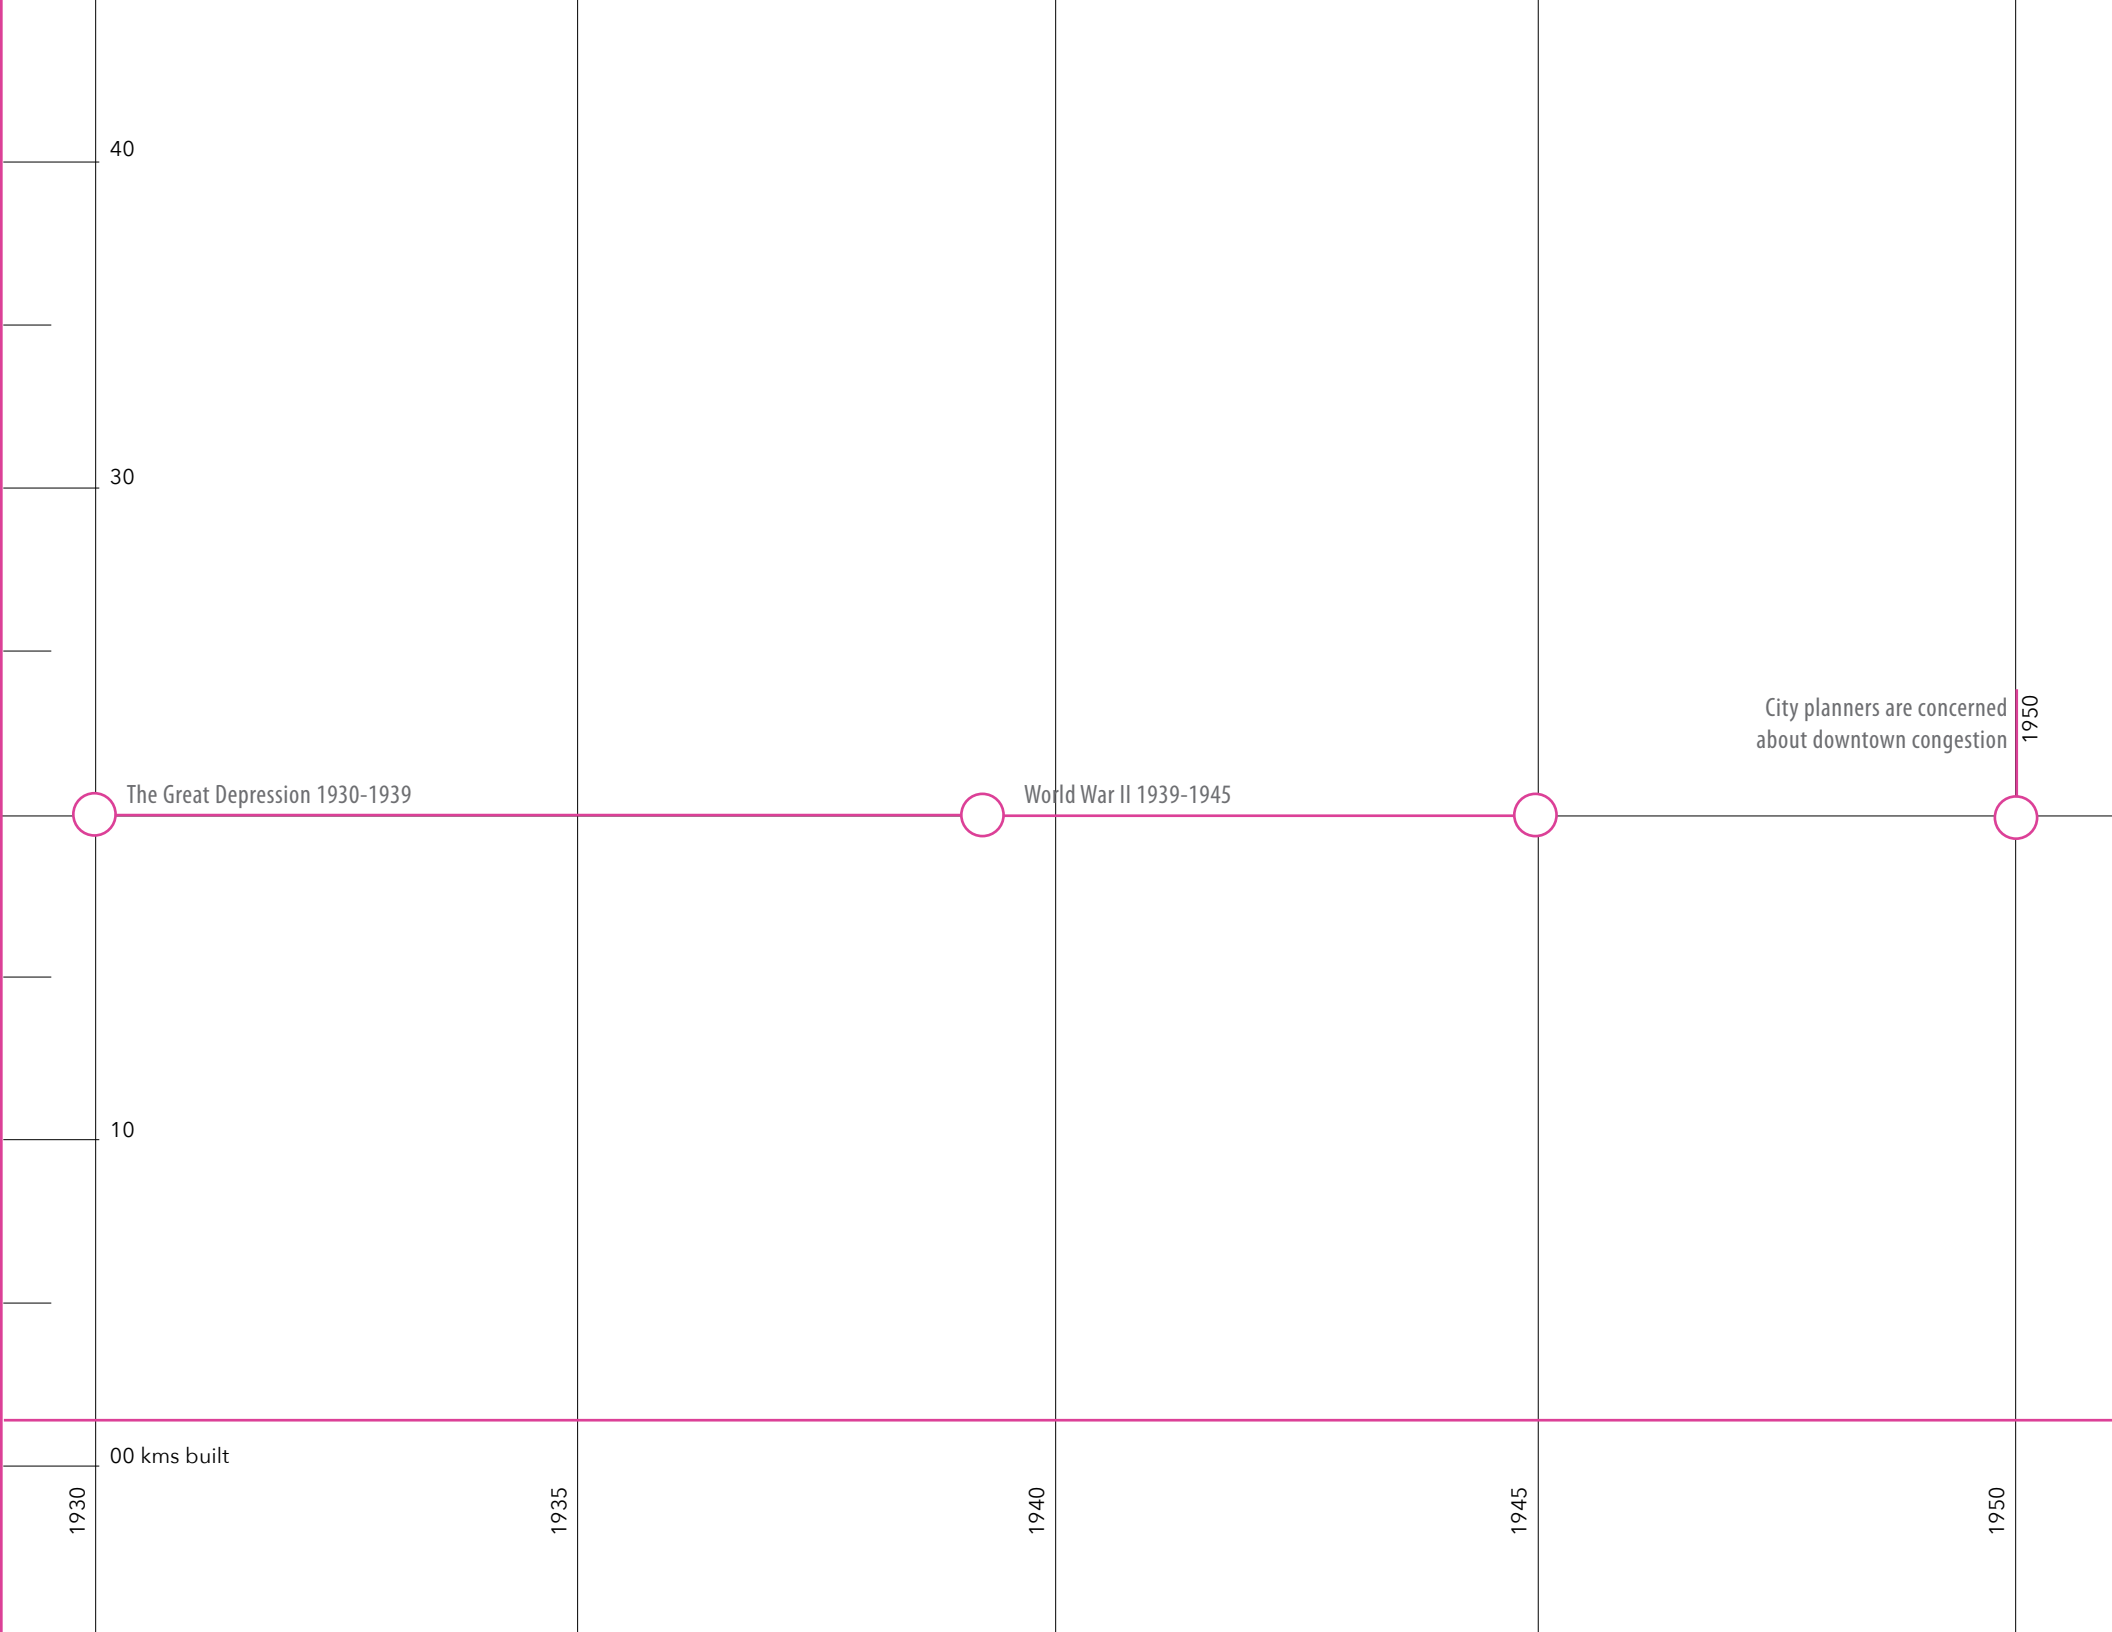 40
30
City planners are concerned
about downtown congestion
1950
The Great Depression 1930-1939
World War II 1939-1945
10
00 kms built
1930
1935
1940
1945
1950